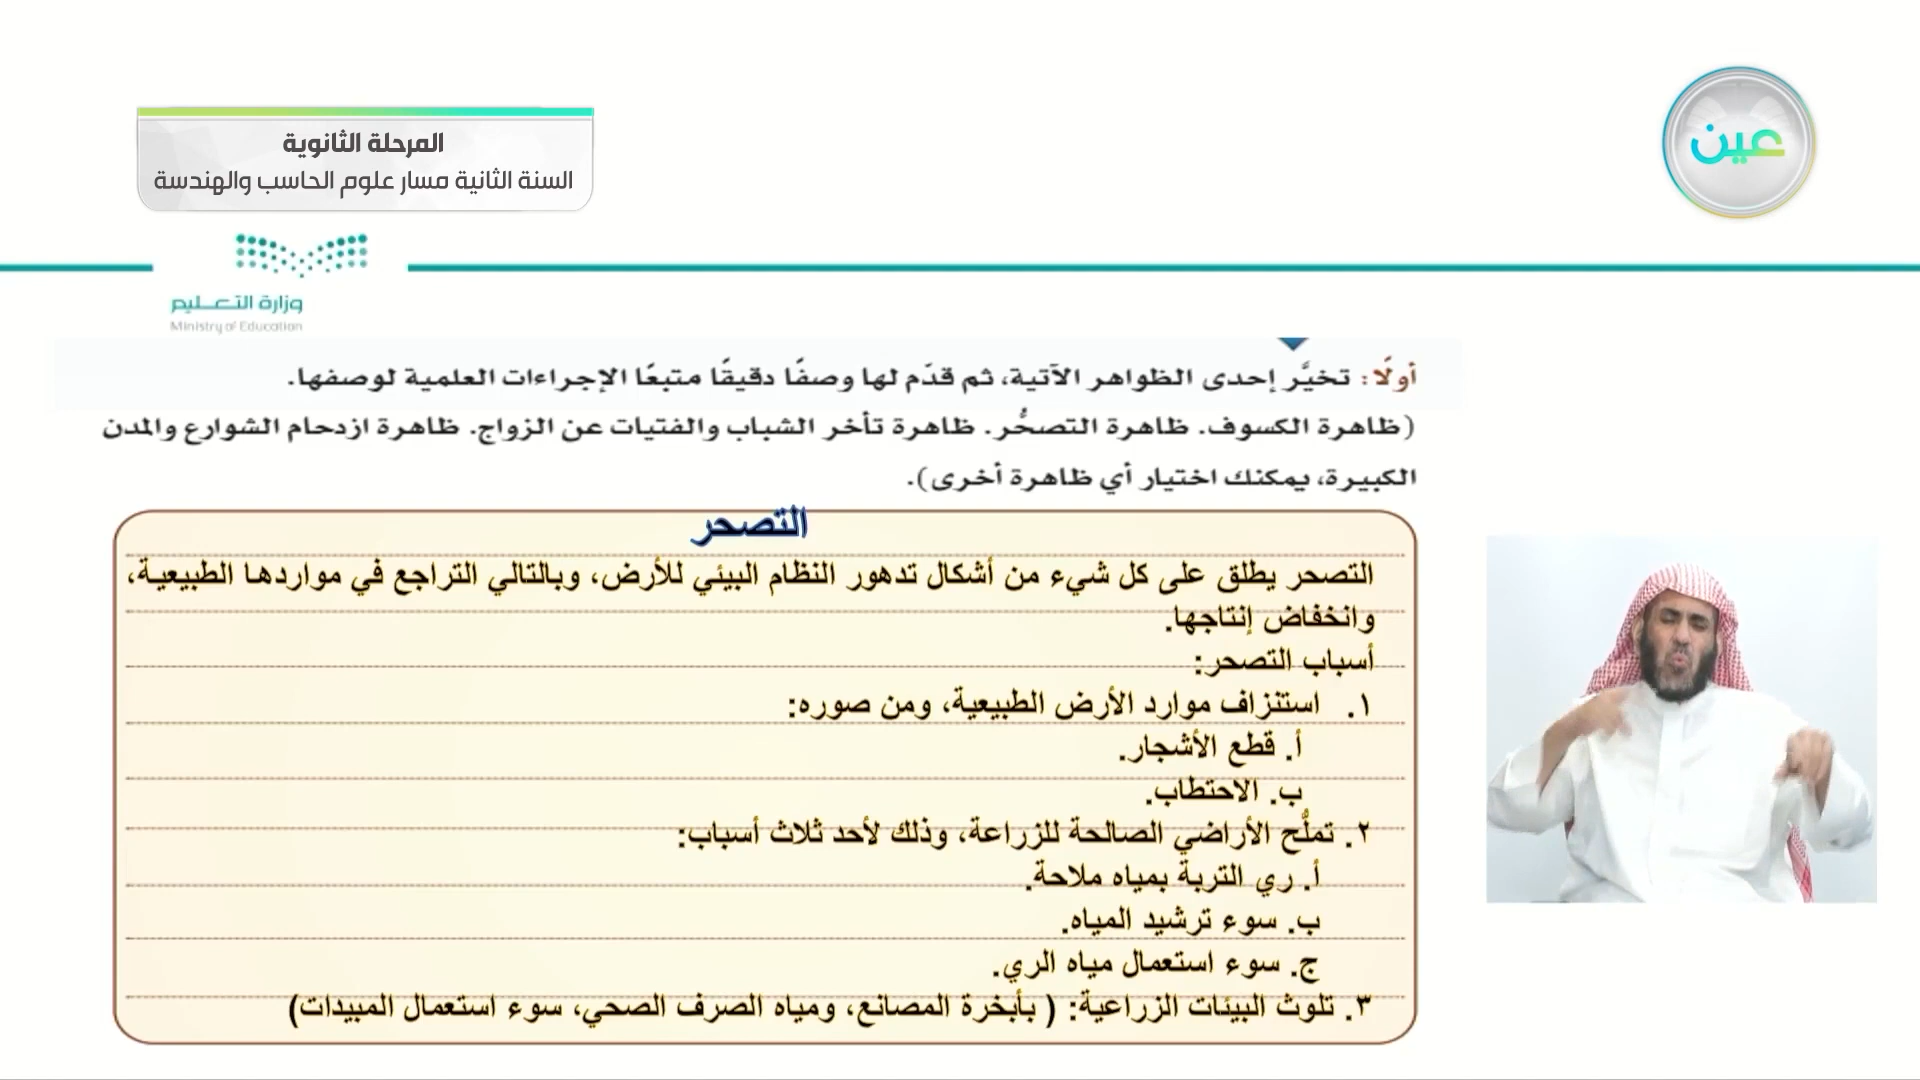 المرحلة الثانوية
السنة الثانية مسار علوم الحاسب والهندسة
عين
وزارة التعليم
Ministry of Education
أولًا: تخيَّر إحدى الظواهر الآتية، ثم قدّم لها وصفًا دقيقًا متبعًا الإجراءات العلمية لوصفها.
(ظاهرة الكسوف. ظاهرة التصحُّر. ظاهرة تأخر الشباب والفتيات عن الزواج. ظاهرة ازدحام الشوارع والمدن
الكبيرة، يمكنك اختيار أي ظاهرة أخرى).
التصحر
التصحر يطلق على كل شيء من أشكال تدهور النظام البيئي للأرض، وبالتالي التراجع في مواردها الطبيعية،
وانخفاض إنتاجها.
أسباب التصحر:
١. استنزاف موارد الأرض الطبيعية، ومن صوره:
أ. قطع الأشجار.
ب. الاحتطاب.
٢. تملُّح الأراضي الصالحة للزراعة، وذلك لأحد ثلاث أسباب:
أ. ري التربة بمياه ملاحة.
ب. سوء ترشيد المياه.
ج. سوء استعمال مياه الري.
٣. تلوث البيئات الزراعية: ( بأبخرة المصانع، ومياه الصرف الصحي، سوء استعمال المبيدات)